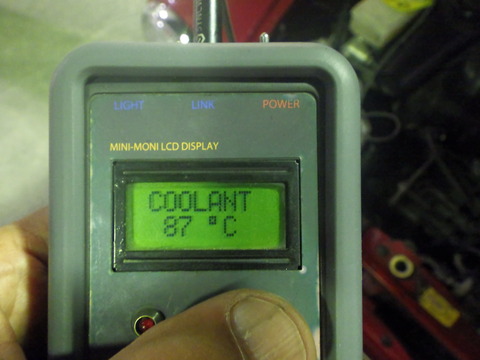 LIGHT LINK POWER
MINI-MONI LCD DISPLAY
COOLANT
87 °C